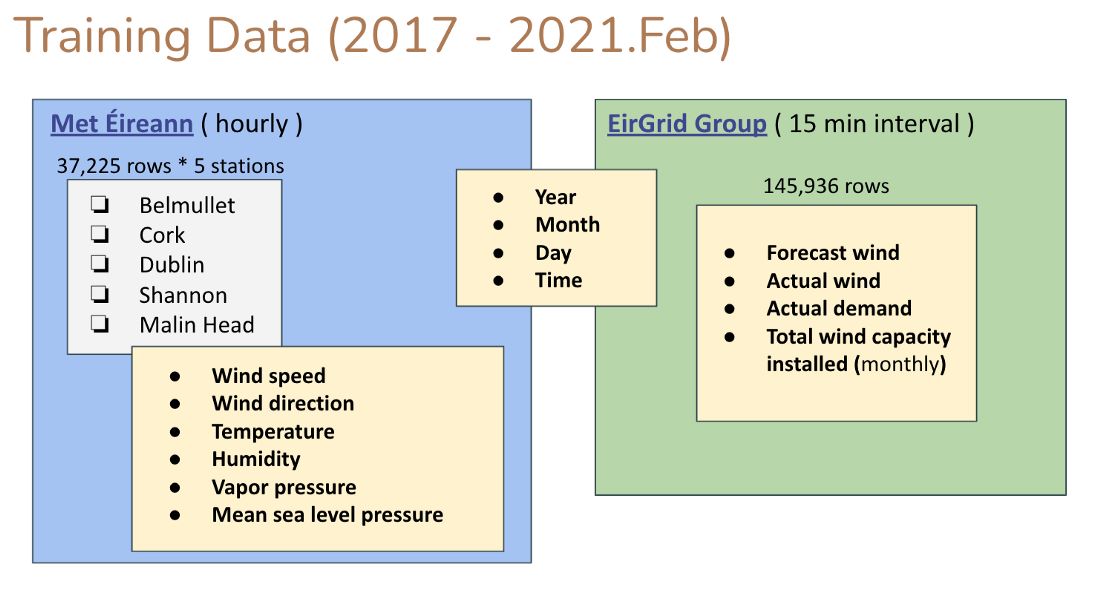 Training Data (2017 - 2021.Feb)
Met Éireann ( hourly )
37,225 rows * 5 stations
❏ Belmullet
❏ Cork
❏ Dublin
❏ Shannon
❏ Malin Head
● Wind speed
● Wind direction
● Temperature
● Humidity
● Vapor pressure
● Mean sea level pressure
● Year
● Month
● Day
● Time
EirGrid Group ( 15 min interval )
145,936 rows
● Forecast wind
● Actual wind
● Actual demand
● Total wind capacity
installed (monthly)